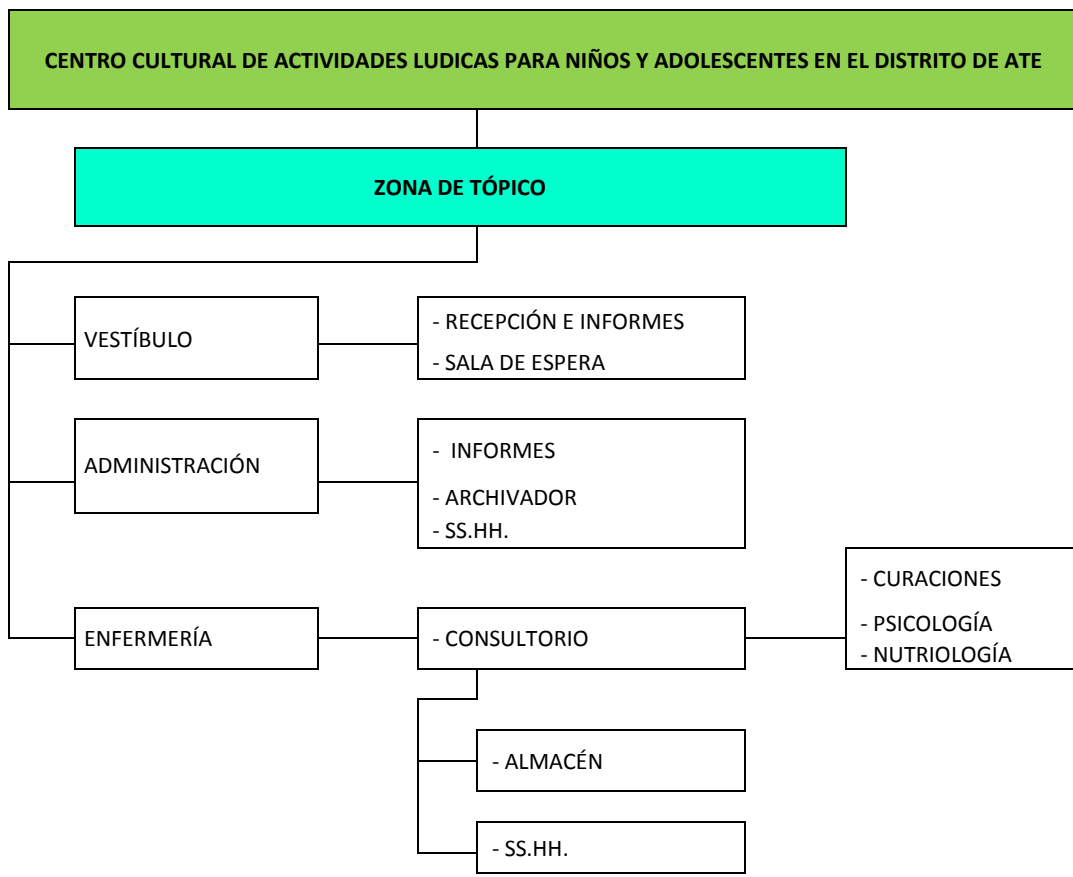 CENTRO CULTURAL DE ACTIVIDADES LUDICAS PARA NIÑOS Y ADOLESCENTES EN EL DISTRITO DE ATE
ZONA DE TÓPICO
VESTÍBULO
- RECEPCIÓN E INFORMES
- SALA DE ESPERA
ADMINISTRACIÓN
- INFORMES
- ARCHIVADOR
- SS.HH.
ENFERMERÍA
- CONSULTORIO
- CURACIONES
- PSICOLOGÍA
- NUTRIOLOGÍA
- ALMACÉN
- SS.HH.